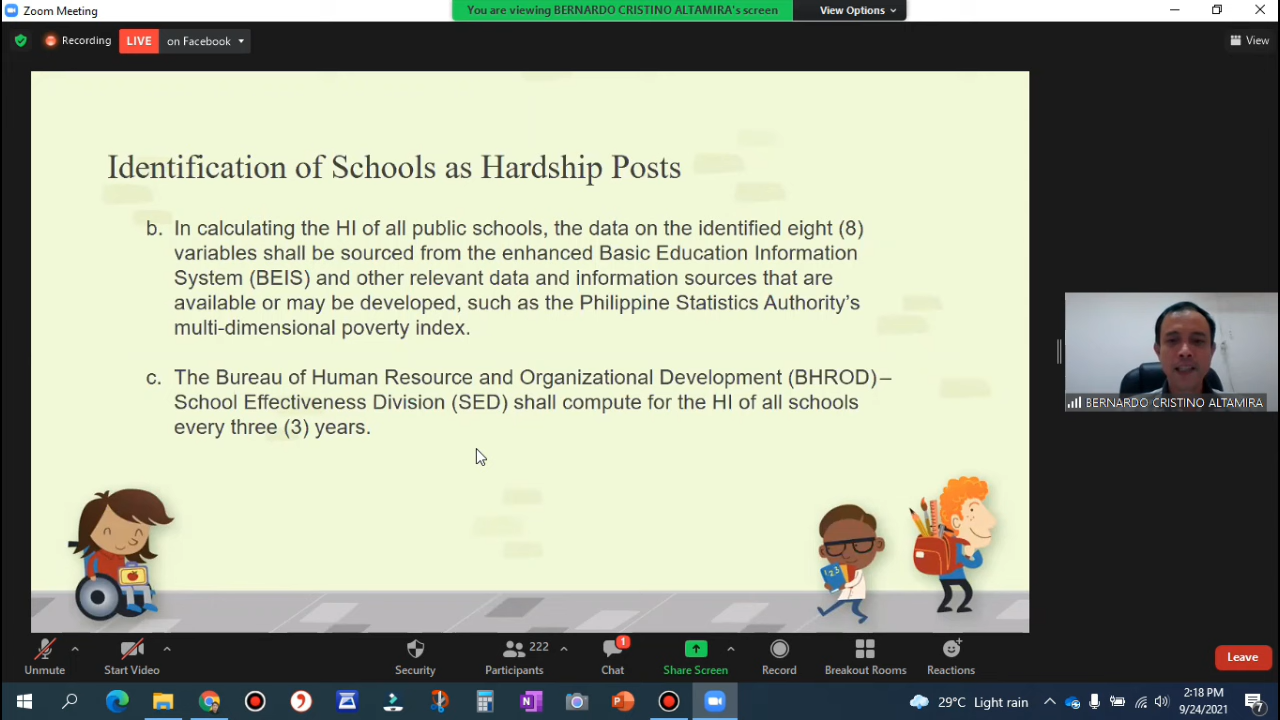 Zoom Meeting
You are viewing BERNARDO CRISTINO ALTAMIRA's screen
View Options
Recording
LIVE
on Facebook
View
Identification of Schools as Hardship Posts
b. In calculating the HI of all public schools, the data on the identified eight (8)
variables shall be sourced from the enhanced Basic Education Information
System (BEIS) and other relevant data and information sources that are
available or may be developed, such as the Philippine Statistics Authority's
multi-dimensional poverty index.
c. The Bureau of Human Resource and Organizational Development (BHROD)–
School Effectiveness Division (SED) shall compute for the HI of all schools
every three (3) years.
BERNARDO CRISTINO ALTAMIRA
1 2 3
Unmute
Start Video
Security
222
Participants
1
Chat
Share Screen
Record
Breakout Rooms
Reactions
Leave
29°C Light rain
2:18 PM
9/24/2021
7